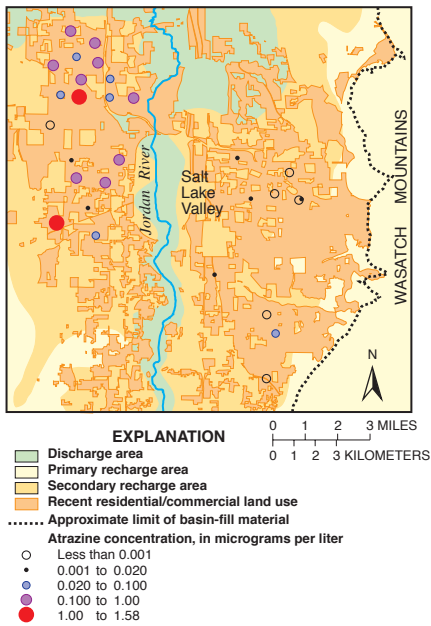 Jordan River
Salt
Lake
Valley
WASATCH MOUNTAINS
N
0 1 2 3 MILES
0 1 2 3 KILOMETERS
EXPLANATION
Discharge area
Primary recharge area
Secondary recharge area
Recent residential/commercial land use
Approximate limit of basin-fill material
Atrazine concentration, in micrograms per liter
Less than 0.001
0.001 to 0.020
0.020 to 0.100
0.100 to 1.00
1.00 to 1.58